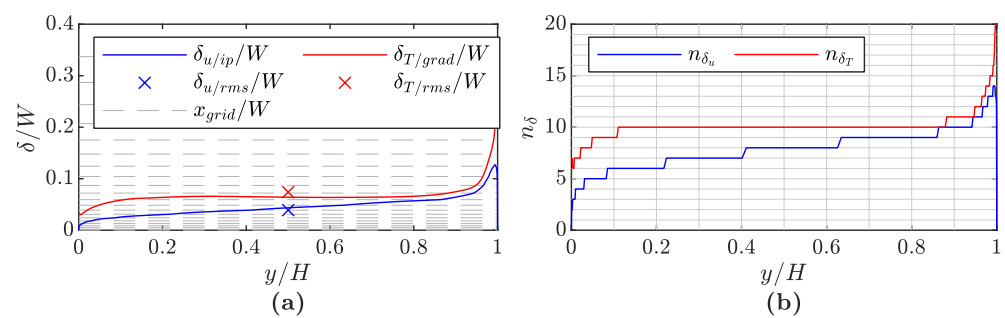 0.4
0.3
0.2
0.1
0
δ/W
δ_{u/ip}/W
δ_{T/grad}/W
δ_{u/rms}/W
δ_{T/rms}/W
x_{grid}/W
0 0.2 0.4 0.6 0.8 1
y/H
(a)
20
15
10
5
0
n_δ
n_{δ_u}
n_{δ_T}
0 0.2 0.4 0.6 0.8 1
y/H
(b)